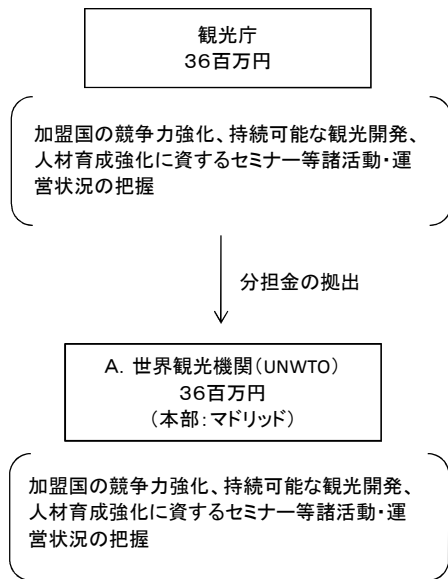 観光庁
36百万円
加盟国の競争力強化、持続可能な観光開発、
人材育成強化に資するセミナー等諸活動・運
営状況の把握
分担金の拠出
A. 世界観光機関(UNWTO)
36百万円
(本部:マドリッド)
加盟国の競争力強化、持続可能な観光開発、
人材育成強化に資するセミナー等諸活動・運
営状況の把握